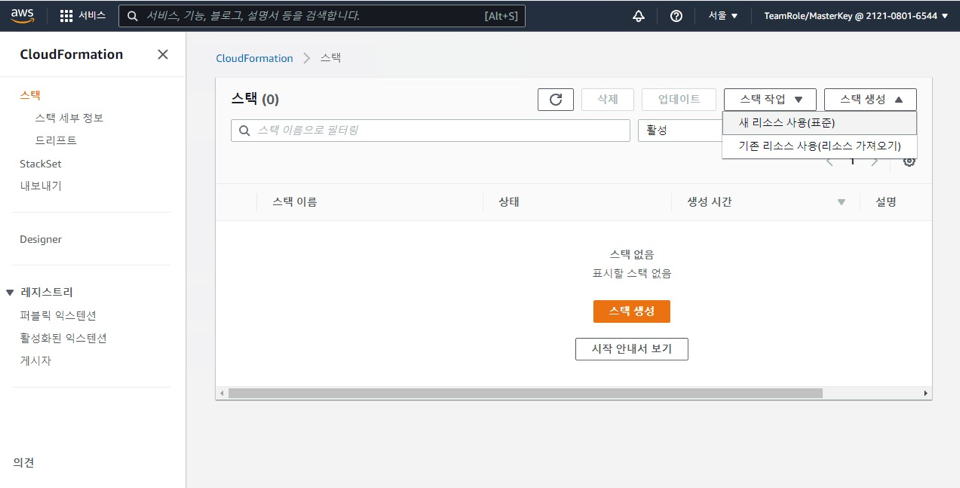 aws 서비스 서비스, 기능, 블로그, 설명서 등을 검색합니다. [Alt+S] 서울 ▼ TeamRole/MasterKey @ 2121-0801-6544 ▼
CloudFormation
스택
스택 세부 정보
드리프트
StackSet
내보내기
Designer
레지스트리
퍼블릭 익스텐션
활성화된 익스텐션
게시자
의견
CloudFormation > 스택
스택 (0) 삭제 업데이트 스택 작업 ▼ 스택 생성 ▲
스택 이름으로 필터링 활성
새 리소스 사용(표준)
기존 리소스 사용(리소스 가져오기)
< 1 >
스택 이름 상태 생성 시간 ▼ 설명
스택 없음
표시할 스택 없음
스택 생성
시작 안내서 보기